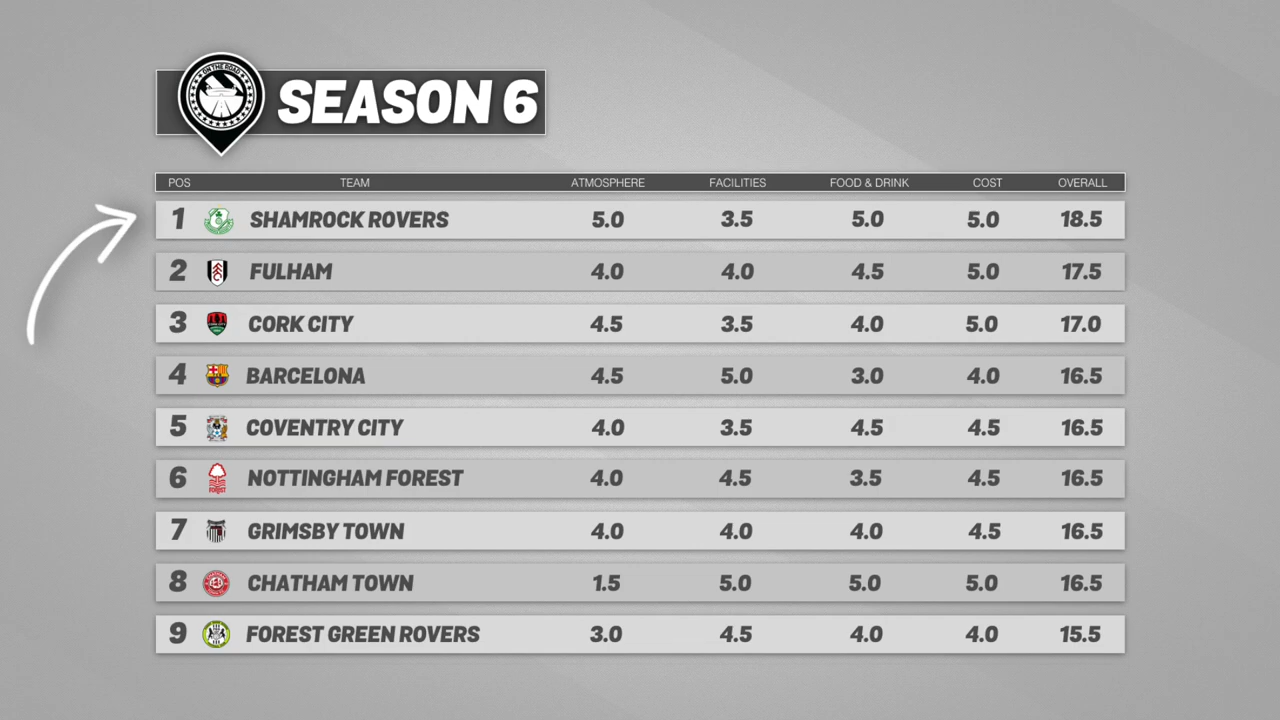 ON THE ROAD
SEASON 6
POS TEAM ATMOSPHERE FACILITIES FOOD & DRINK COST OVERALL
1 SHAMROCK ROVERS 5.0 3.5 5.0 5.0 18.5
2 FULHAM 4.0 4.0 4.5 5.0 17.5
3 CORK CITY 4.5 3.5 4.0 5.0 17.0
4 BARCELONA 4.5 5.0 3.0 4.0 16.5
5 COVENTRY CITY 4.0 3.5 4.5 4.5 16.5
6 NOTTINGHAM FOREST 4.0 4.5 3.5 4.5 16.5
7 GRIMSBY TOWN 4.0 4.0 4.0 4.5 16.5
8 CHATHAM TOWN 1.5 5.0 5.0 5.0 16.5
9 FOREST GREEN ROVERS 3.0 4.5 4.0 4.0 15.5